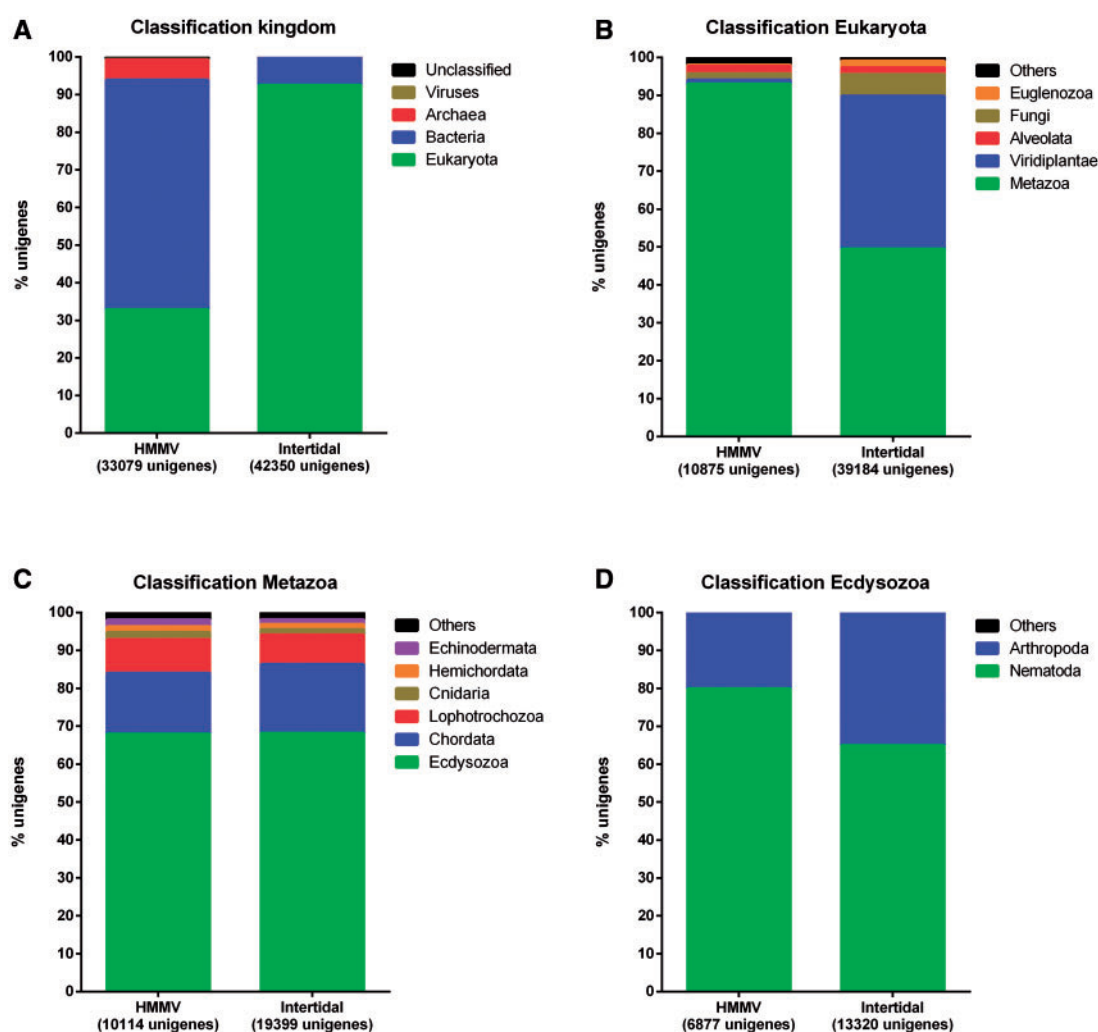 A
Classification kingdom
% unigenes
100
90
80
70
60
50
40
30
20
10
0
Unclassified
Viruses
Archaea
Bacteria
Eukaryota
HMMV
(33079 unigenes)
Intertidal
(42350 unigenes)
B
Classification Eukaryota
% unigenes
100
90
80
70
60
50
40
30
20
10
0
Others
Euglenozoa
Fungi
Alveolata
Viridiplantae
Metazoa
HMMV
(10875 unigenes)
Intertidal
(39184 unigenes)
C
Classification Metazoa
% unigenes
100
90
80
70
60
50
40
30
20
10
0
Others
Echinodermata
Hemichordata
Cnidaria
Lophotrochozoa
Chordata
Ecdysozoa
HMMV
(10114 unigenes)
Intertidal
(19399 unigenes)
D
Classification Ecdysozoa
% unigenes
100
90
80
70
60
50
40
30
20
10
0
Others
Arthropoda
Nematoda
HMMV
(6877 unigenes)
Intertidal
(13320 unigenes)